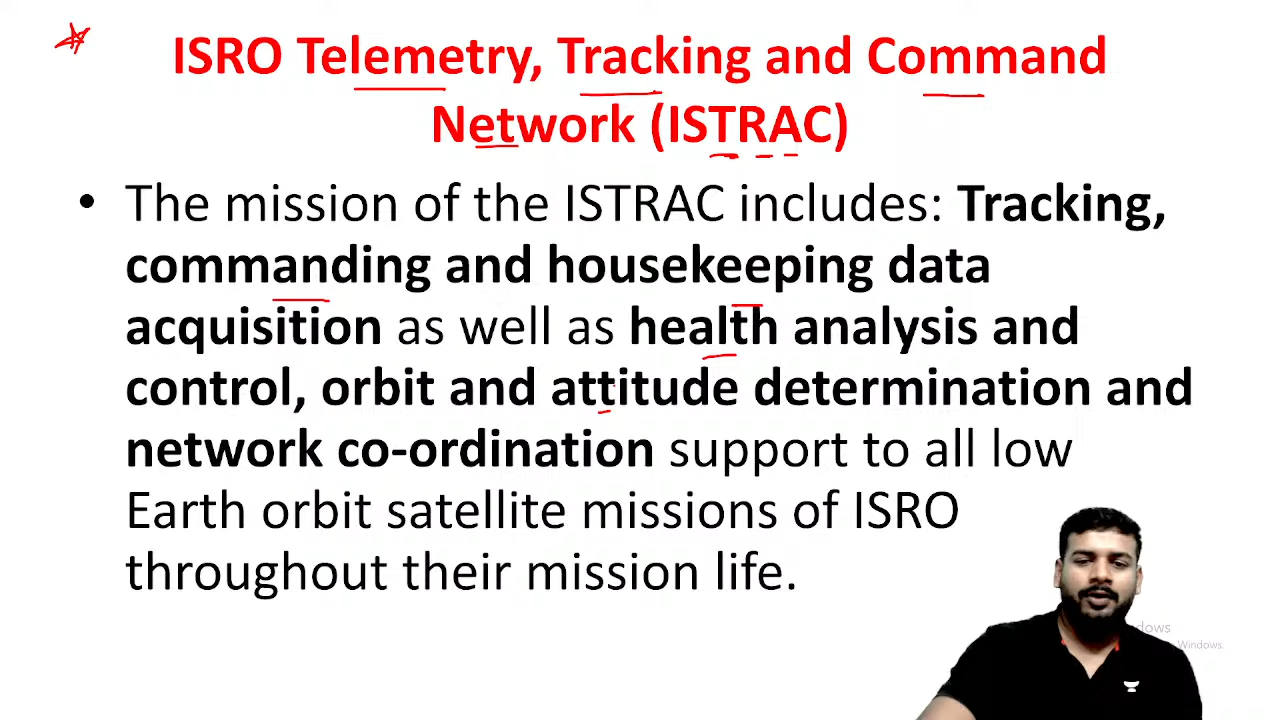 ISRO Telemetry, Tracking and Command
Network (ISTRAC)
• The mission of the ISTRAC includes: Tracking,
commanding and housekeeping data
acquisition as well as health analysis and
control, orbit and attitude determination and
network co-ordination support to all low
Earth orbit satellite missions of ISRO
throughout their mission life.
dows
Windows.